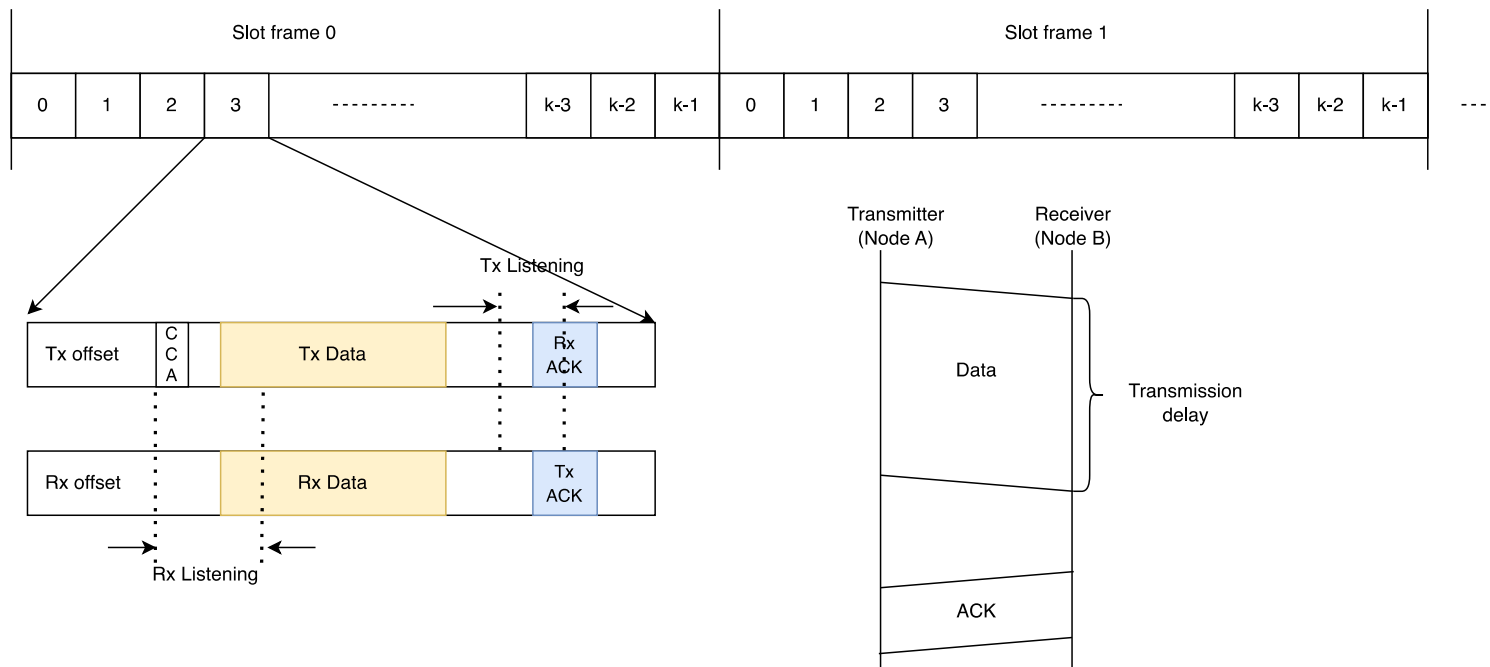 Slot frame 0
Slot frame 1
0 1 2 3 --------- k-3 k-2 k-1 0 1 2 3 --------- k-3 k-2 k-1 ---
Transmitter
(Node A)
Receiver
(Node B)
Tx Listening
Tx offset
C
C
A
Tx Data
Rx
ACK
Data
Transmission
delay
Rx offset
Rx Data
Tx
ACK
Rx Listening
ACK